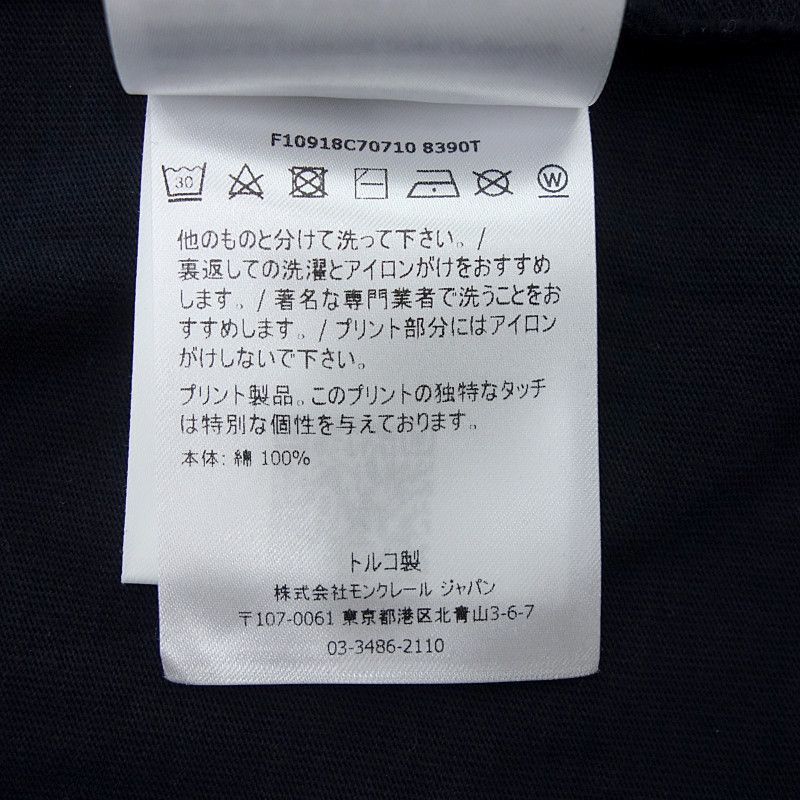 F10918C70710 8390T
30
W
他のものと分けて洗って下さい。/
裏返しての洗濯とアイロンがけをおすすめ
します。/ 著名な専門業者で洗うことをお
すすめします。/ プリント部分にはアイロン
がけしないで下さい。
プリント製品。このプリントの独特なタッチ
は特別な個性を与えております。
本体: 綿 100%
トルコ製
株式会社モンクレール ジャパン
〒107-0061 東京都港区北青山3-6-7
03-3486-2110